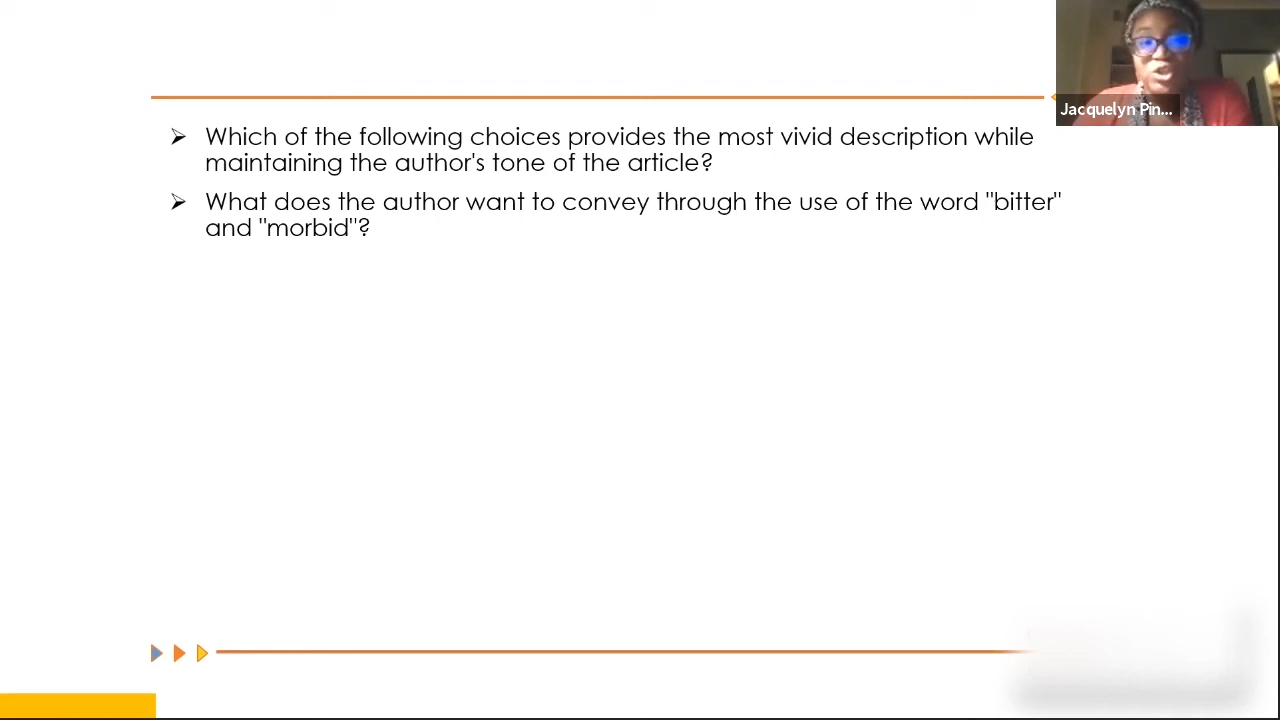 Jacquelyn Pin...
Which of the following choices provides the most vivid description while
maintaining the author's tone of the article?
What does the author want to convey through the use of the word "bitter"
and "morbid"?